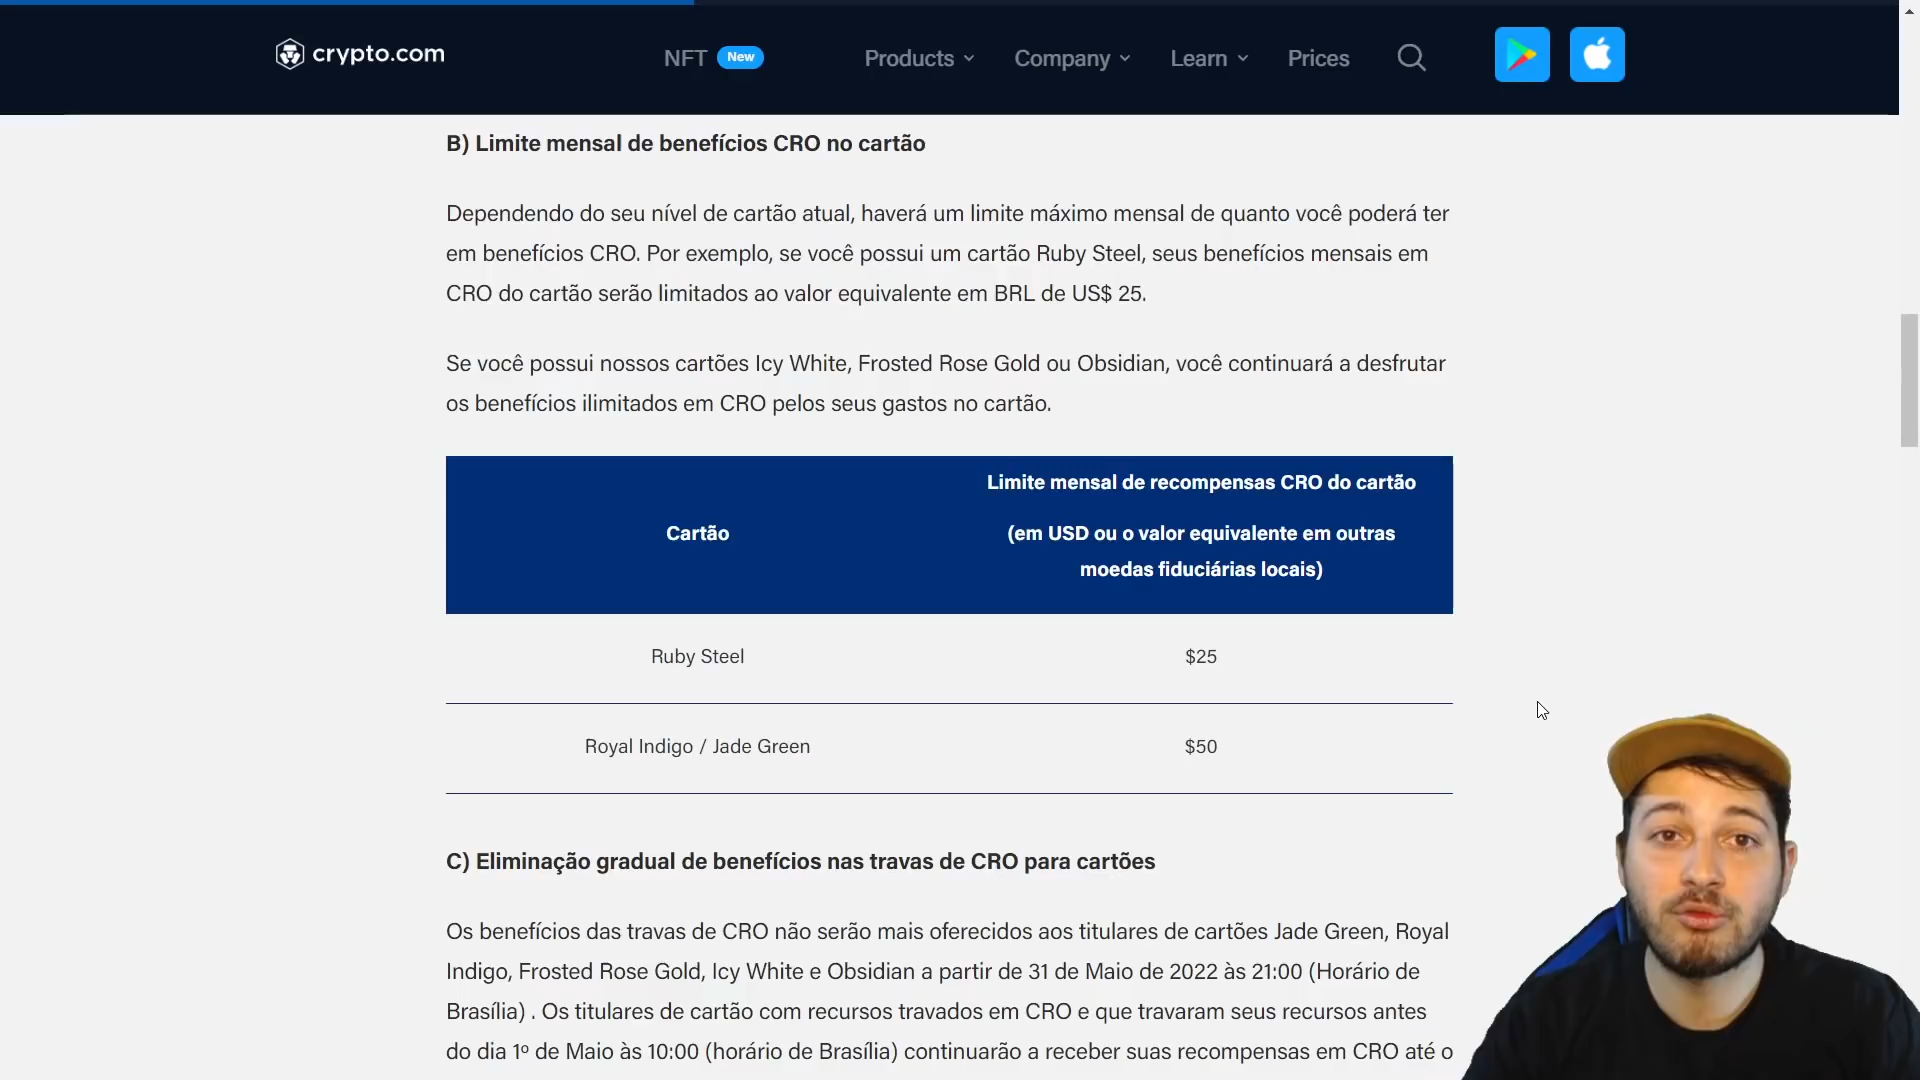 crypto.com
NFT New Products Company Learn Prices
B) Limite mensal de benefícios CRO no cartão
Dependendo do seu nível de cartão atual, haverá um limite máximo mensal de quanto você poderá ter
em benefícios CRO. Por exemplo, se você possui um cartão Ruby Steel, seus benefícios mensais em
CRO do cartão serão limitados ao valor equivalente em BRL de US$ 25.
Se você possui nossos cartões Icy White, Frosted Rose Gold ou Obsidian, você continuará a desfrutar
os benefícios ilimitados em CRO pelos seus gastos no cartão.
Cartão
Limite mensal de recompensas CRO do cartão
(em USD ou o valor equivalente em outras
moedas fiduciárias locais)
Ruby Steel $25
Royal Indigo / Jade Green $50
C) Eliminação gradual de benefícios nas travas de CRO para cartões
Os benefícios das travas de CRO não serão mais oferecidos aos titulares de cartões Jade Green, Royal
Indigo, Frosted Rose Gold, Icy White e Obsidian a partir de 31 de Maio de 2022 às 21:00 (Horário de
Brasília) . Os titulares de cartão com recursos travados em CRO e que travaram seus recursos antes
do dia 1º de Maio às 10:00 (horário de Brasília) continuarão a receber suas recompensas em CRO até o